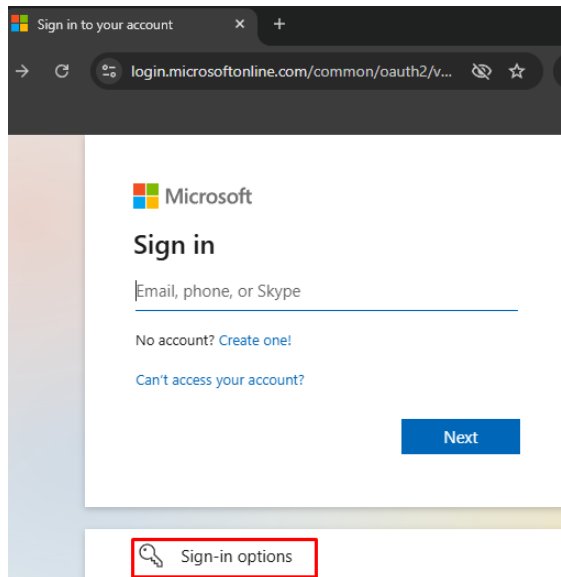 Sign in to your account
login.microsoftonline.com/common/oauth2/v...
Microsoft
Sign in
Email, phone, or Skype
No account? Create one!
Can't access your account?
Next
Sign-in options